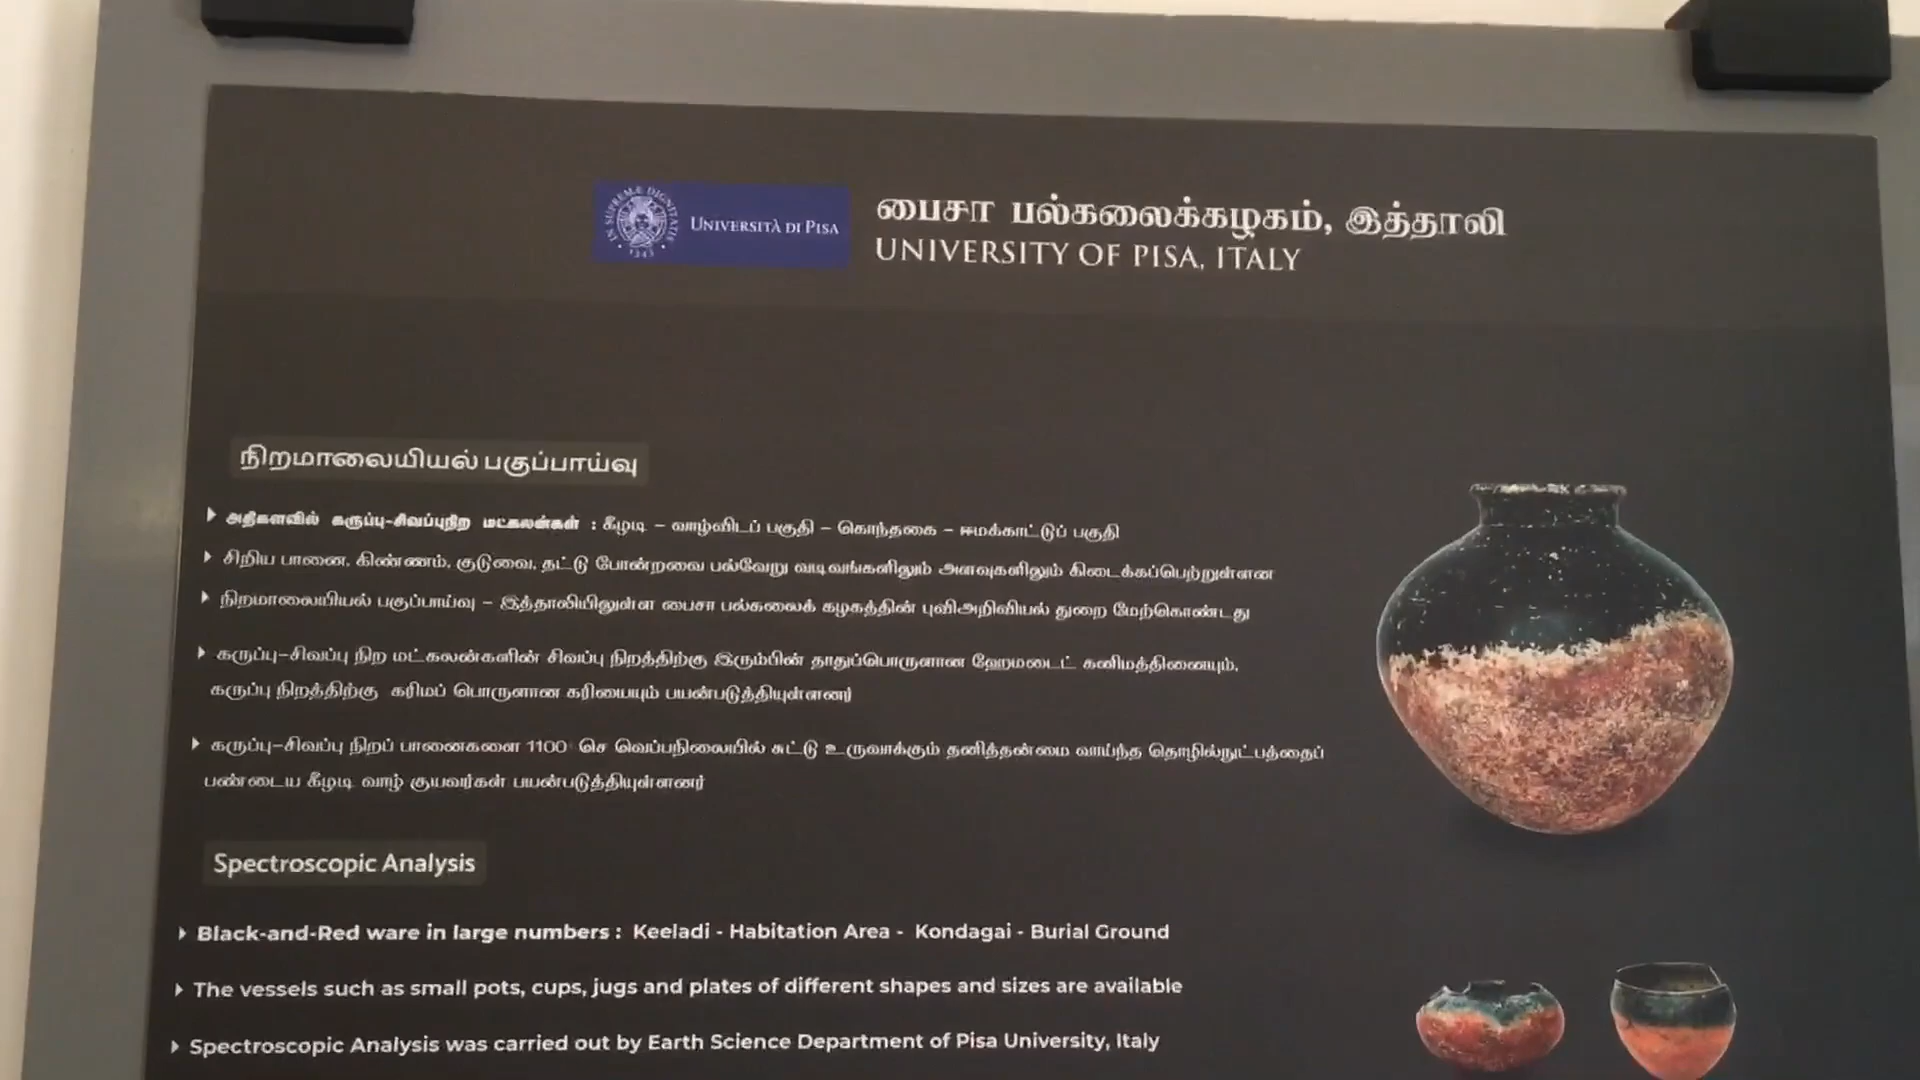 IN SUPREMÆ DIGNITATIS
1343
UNIVERSITÀ DI PISA
பைசா பல்கலைக்கழகம், இத்தாலி
UNIVERSITY OF PISA, ITALY
நிறமாலையியல் பகுப்பாய்வு
அதிகளவில் கருப்பு-சிவப்புநிற மட்கலன்கள் : கீழடி – வாழ்விடப் பகுதி – கொந்தகை – ஈமக்காட்டுப் பகுதி
சிறிய பானை, கிண்ணம், குடுவை, தட்டு போன்றவை பல்வேறு வடிவங்களிலும் அளவுகளிலும் கிடைக்கப்பெற்றுள்ளன
நிறமாலையியல் பகுப்பாய்வு – இத்தாலியிலுள்ள பைசா பல்கலைக் கழகத்தின் புவிஅறிவியல் துறை மேற்கொண்டது
கருப்பு-சிவப்பு நிற மட்கலன்களின் சிவப்பு நிறத்திற்கு இரும்பின் தாதுப்பொருளான ஹேமடைட் கனிமத்தினையும்,
கருப்பு நிறத்திற்கு கரிமப் பொருளான கரியையும் பயன்படுத்தியுள்ளனர்
கருப்பு-சிவப்பு நிறப் பானைகளை 1100° செ வெப்பநிலையில் சுட்டு உருவாக்கும் தனித்தன்மை வாய்ந்த தொழில்நுட்பத்தைப்
பண்டைய கீழடி வாழ் குயவர்கள் பயன்படுத்தியுள்ளனர்
Spectroscopic Analysis
Black-and-Red ware in large numbers : Keeladi - Habitation Area - Kondagai - Burial Ground
The vessels such as small pots, cups, jugs and plates of different shapes and sizes are available
Spectroscopic Analysis was carried out by Earth Science Department of Pisa University, Italy